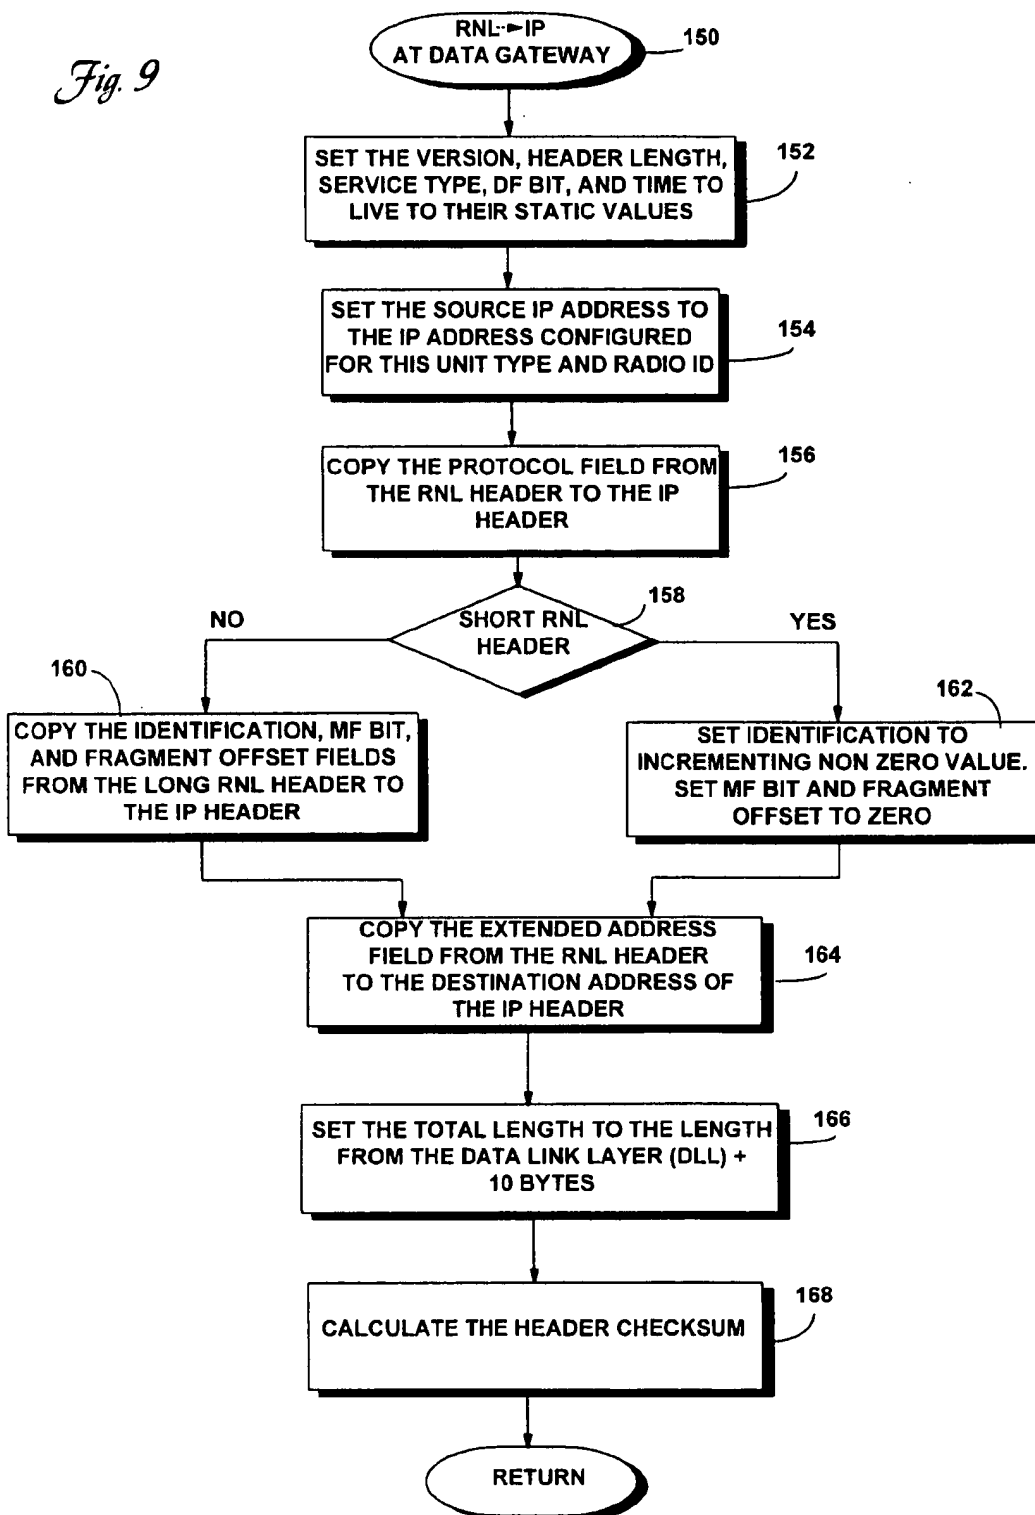 Fig. 9
RNL➛IP
AT DATA GATEWAY
150
SET THE VERSION, HEADER LENGTH,
SERVICE TYPE, DF BIT, AND TIME TO
LIVE TO THEIR STATIC VALUES
152
SET THE SOURCE IP ADDRESS TO
THE IP ADDRESS CONFIGURED
FOR THIS UNIT TYPE AND RADIO ID
154
COPY THE PROTOCOL FIELD FROM
THE RNL HEADER TO THE IP
HEADER
156
SHORT RNL
HEADER
158
NO
YES
160
COPY THE IDENTIFICATION, MF BIT,
AND FRAGMENT OFFSET FIELDS
FROM THE LONG RNL HEADER TO
THE IP HEADER
162
SET IDENTIFICATION TO
INCREMENTING NON ZERO VALUE.
SET MF BIT AND FRAGMENT
OFFSET TO ZERO
COPY THE EXTENDED ADDRESS
FIELD FROM THE RNL HEADER
TO THE DESTINATION ADDRESS OF
THE IP HEADER
164
SET THE TOTAL LENGTH TO THE LENGTH
FROM THE DATA LINK LAYER (DLL) +
10 BYTES
166
CALCULATE THE HEADER CHECKSUM
168
RETURN